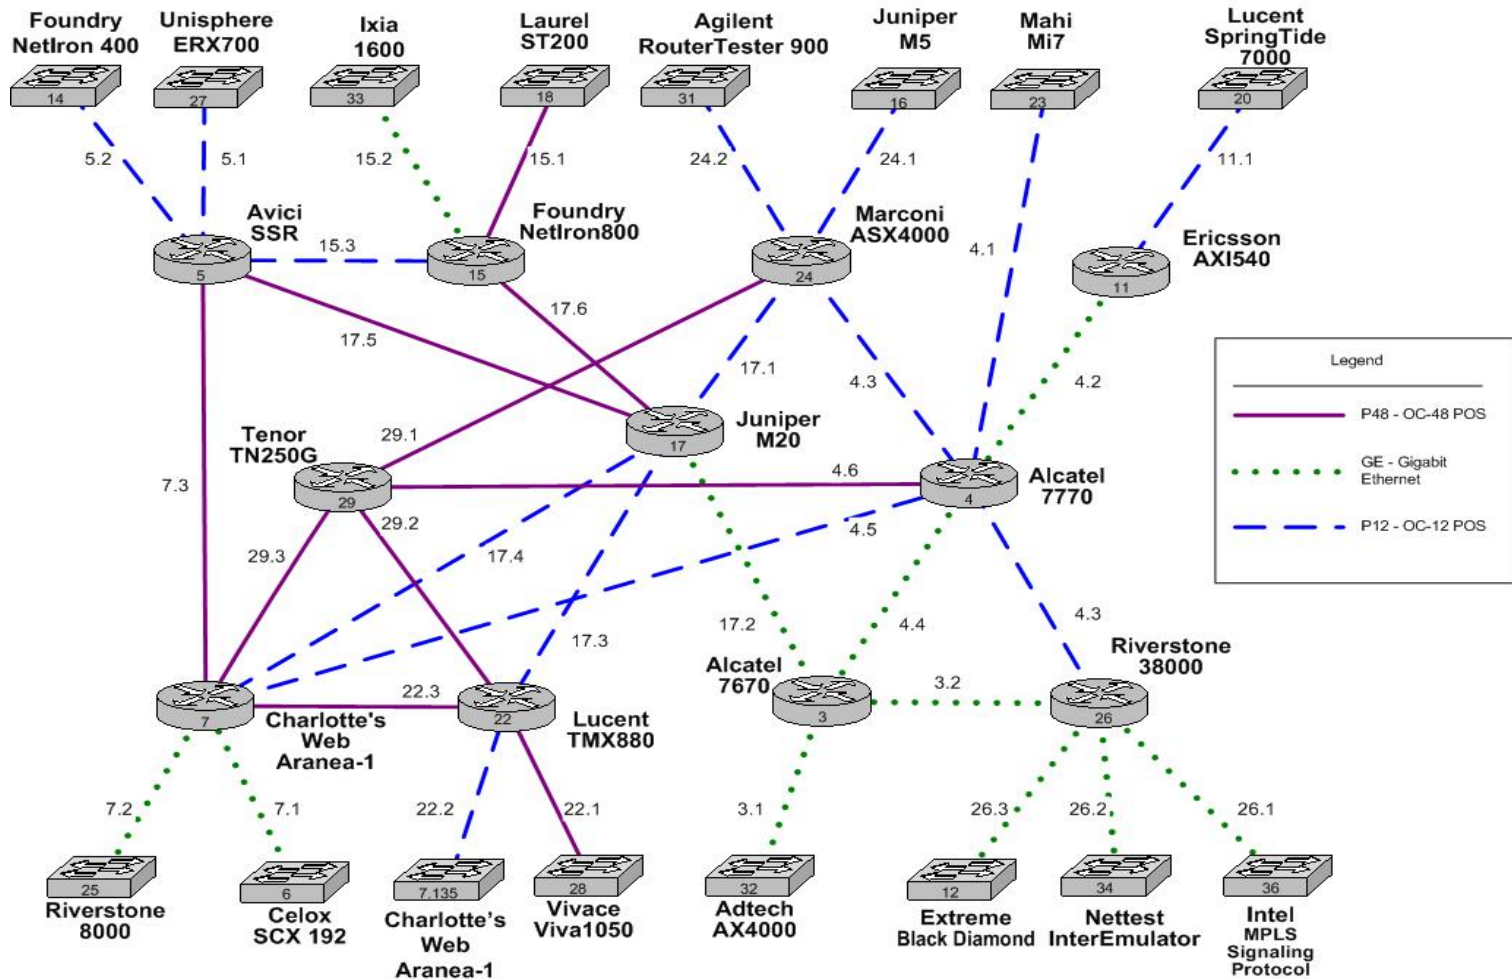 Foundry
NetIron 400
Unisphere
ERX700
Ixia
1600
Laurel
ST200
Agilent
RouterTester 900
Juniper
M5
Mahi
Mi7
Lucent
SpringTide
7000
14
27
33
18
31
16
23
20
5.2
5.1
15.2
15.1
24.2
24.1
4.1
11.1
Avici
SSR
Foundry
NetIron800
Marconi
ASX4000
Ericsson
AXI540
15.3
5
15
24
11
17.5
17.6
17.1
4.3
4.2
Legend
P48 - OC-48 POS
GE - Gigabit
Ethernet
P12 - OC-12 POS
Tenor
TN250G
29.1
Juniper
M20
17
7.3
29
4.6
4
Alcatel
7770
29.2
29.3
17.4
4.5
17.3
17.2
4.4
4.3
Alcatel
7670
Riverstone
38000
22.3
3.2
7
22
3
26
Charlotte's
Web
Aranea-1
Lucent
TMX880
7.2
7.1
22.2
22.1
3.1
26.3
26.2
26.1
25
6
7.135
28
32
12
34
36
Riverstone
8000
Celox
SCX 192
Charlotte's
Web
Aranea-1
Vivace
Viva1050
Adtech
AX4000
Extreme
Black Diamond
Nettest
InterEmulator
Intel
MPLS
Signaling
Protocol